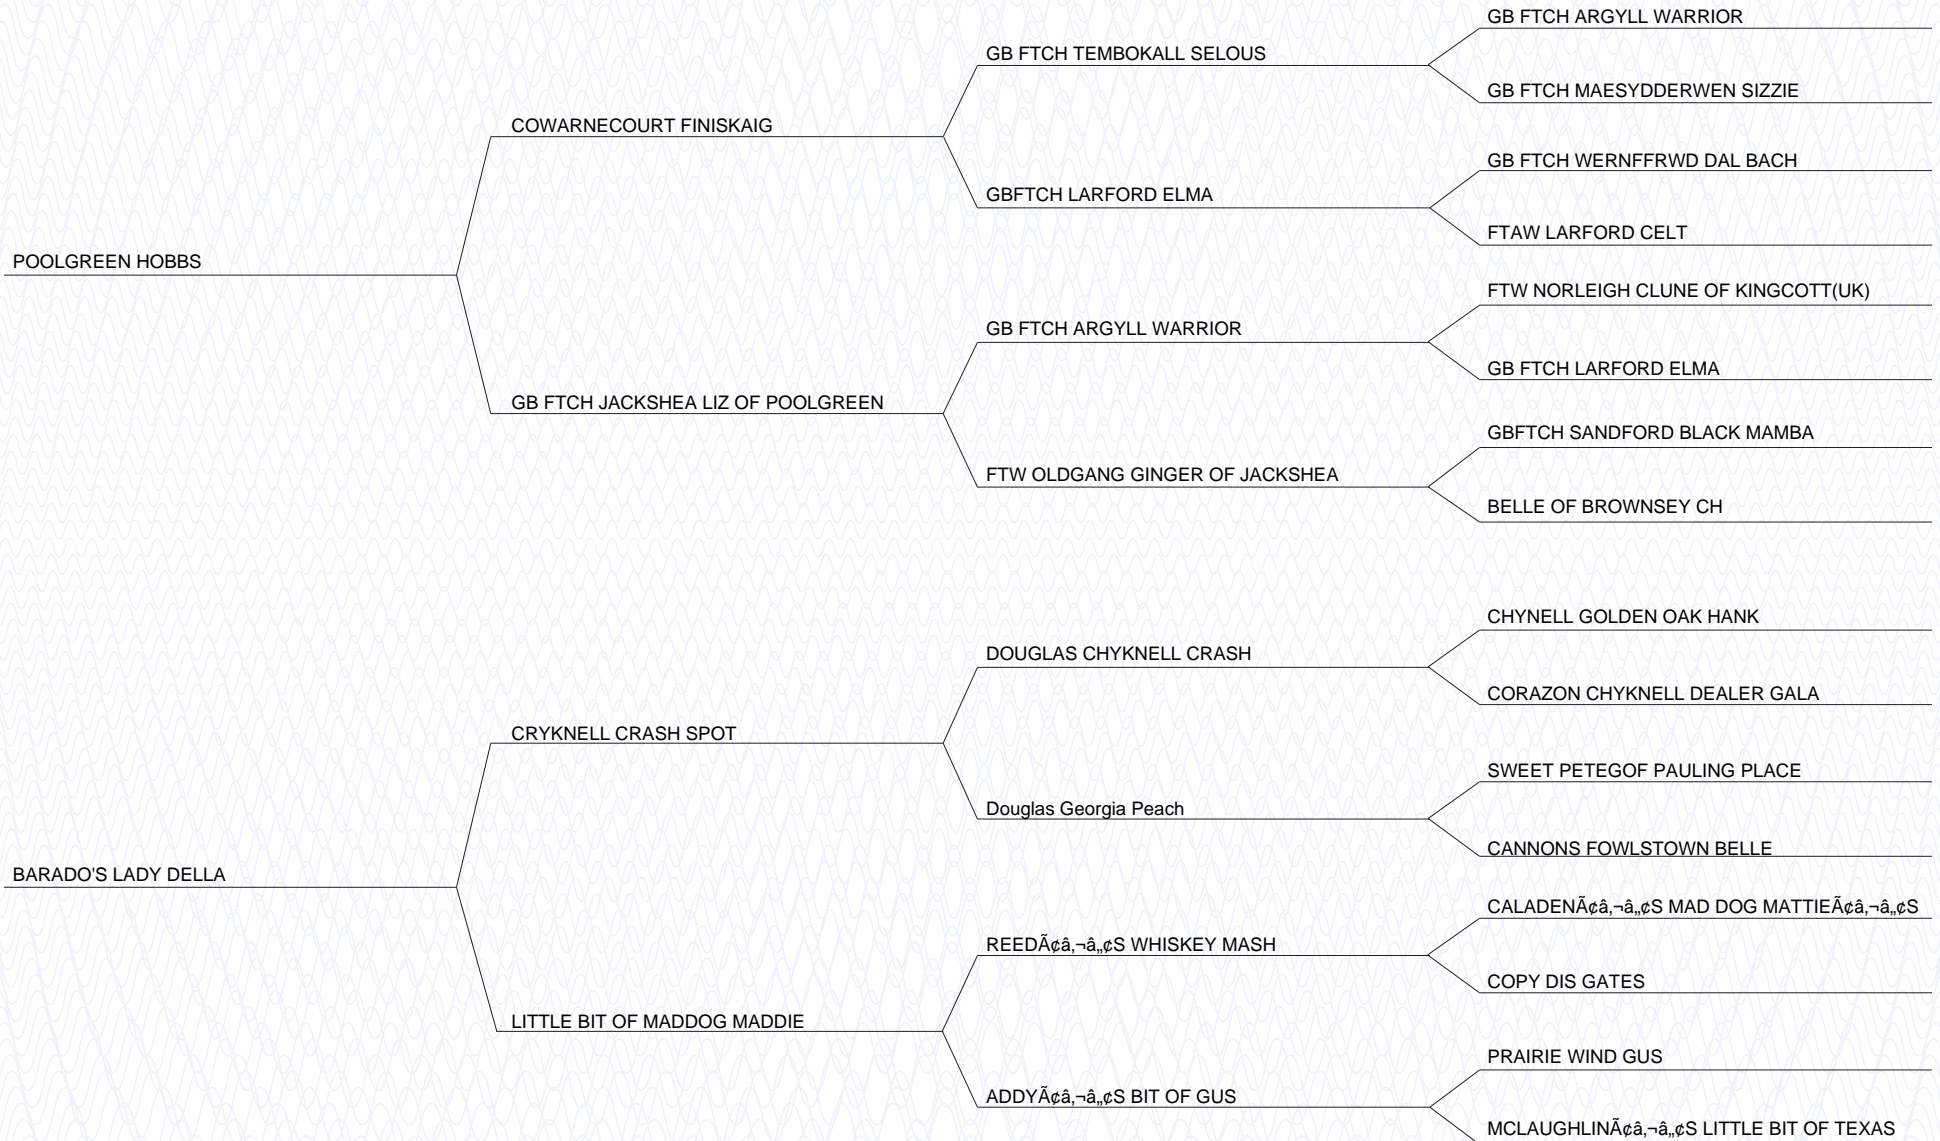 GB FTCH ARGYLL WARRIOR
GB FTCH TEMBOKALL SELOUS
GB FTCH MAESYDDERWEN SIZZIE
COWARNECOURT FINISKAIG
GB FTCH WERNFFRWD DAL BACH
GBFTCH LARFORD ELMA
FTAW LARFORD CELT
POOLGREEN HOBBS
FTW NORLEIGH CLUNE OF KINGCOTT(UK)
GB FTCH ARGYLL WARRIOR
GB FTCH LARFORD ELMA
GB FTCH JACKSHEA LIZ OF POOLGREEN
GBFTCH SANDFORD BLACK MAMBA
FTW OLDGANG GINGER OF JACKSHEA
BELLE OF BROWNSEY CH
CHYNELL GOLDEN OAK HANK
DOUGLAS CHYKNELL CRASH
CORAZON CHYKNELL DEALER GALA
CRYKNELL CRASH SPOT
SWEET PETEGOF PAULING PLACE
Douglas Georgia Peach
CANNONS FOWLSTOWN BELLE
BARADO'S LADY DELLA
CALADENÃ¢â‚¬â„¢S MAD DOG MATTIEÃ¢â‚¬â„¢S
REEDÃ¢â‚¬â„¢S WHISKEY MASH
COPY DIS GATES
LITTLE BIT OF MADDOG MADDIE
PRAIRIE WIND GUS
ADDYÃ¢â‚¬â„¢S BIT OF GUS
MCLAUGHLINÃ¢â‚¬â„¢S LITTLE BIT OF TEXAS